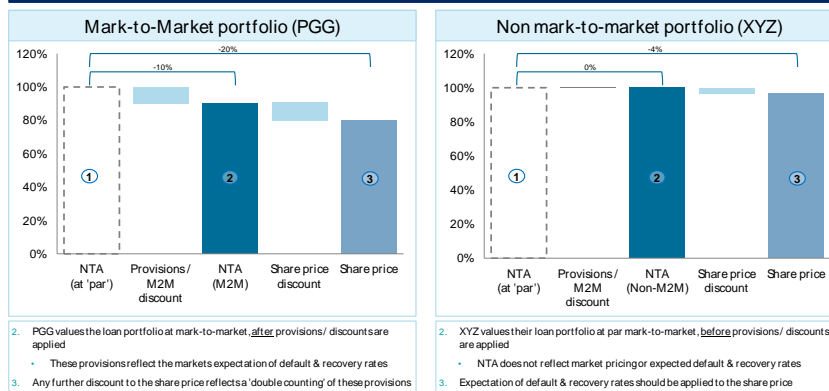 Mark-to-Market portfolio (PGG)
120%
100%
80%
60%
40%
20%
0%
-20%
-10%
1
2
3
NTA
(at 'par')
Provisions /
M2M
discount
NTA
(M2M)
Share price
discount
Share price
2. PGG values the loan portfolio at mark-to-market, after provisions / discounts are
applied
• These provisions reflect the markets expectation of default & recovery rates
3. Any further discount to the share price reflects a 'double counting' of these provisions
Non mark-to-market portfolio (XYZ)
120%
100%
80%
60%
40%
20%
0%
-4%
0%
1
2
3
NTA
(at 'par')
Provisions /
M2M
discount
NTA
(Non-M2M)
Share price
discount
Share price
2. XYZ values their loan portfolio at par mark-to-market, before provisions / discounts
are applied
• NTA does not reflect market pricing or expected default & recovery rates
3. Expectation of default & recovery rates should be applied to the share price